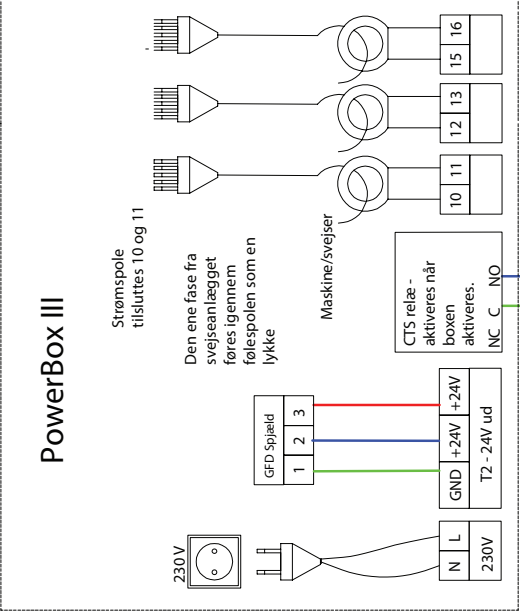 PowerBox III
Strømspole
tilsluttes 10 og 11
Den ene fase fra
svejseanlægget
føres igennem
følespolen som en
lykke
Maskine/svejser
230 V
N L
230V
GFD Spjæld
1 2 3
GND +24V +24V
T2 - 24V ud
CTS relæ -
aktiveres når
boxen
aktiveres.
NC C NO
10 11
12 13
15 16